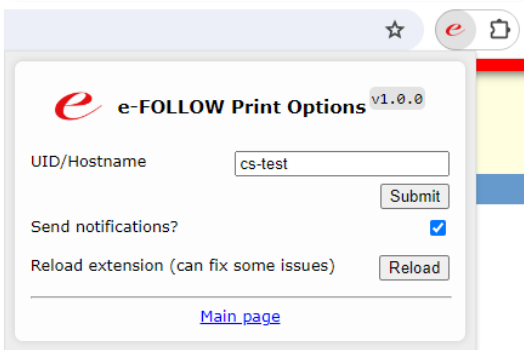 e e-FOLLOW Print Options v1.0.0
UID/Hostname cs-test
Submit
Send notifications?
Reload extension (can fix some issues) Reload
Main page